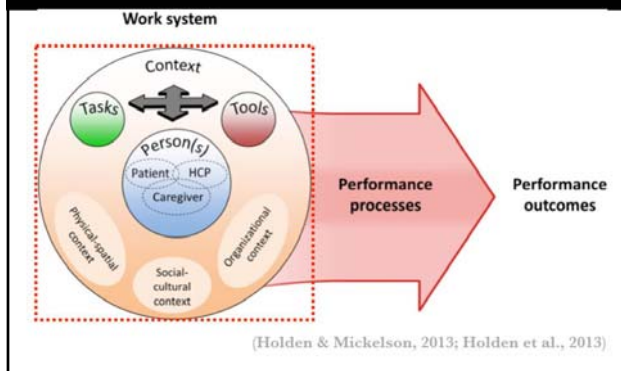 Work system
Context
Tasks
Tools
Person(s)
Patient
HCP
Caregiver
Physical-spatial
context
Social-
cultural
context
Organizational
context
Performance
processes
Performance
outcomes
(Holden & Mickelson, 2013; Holden et al., 2013)